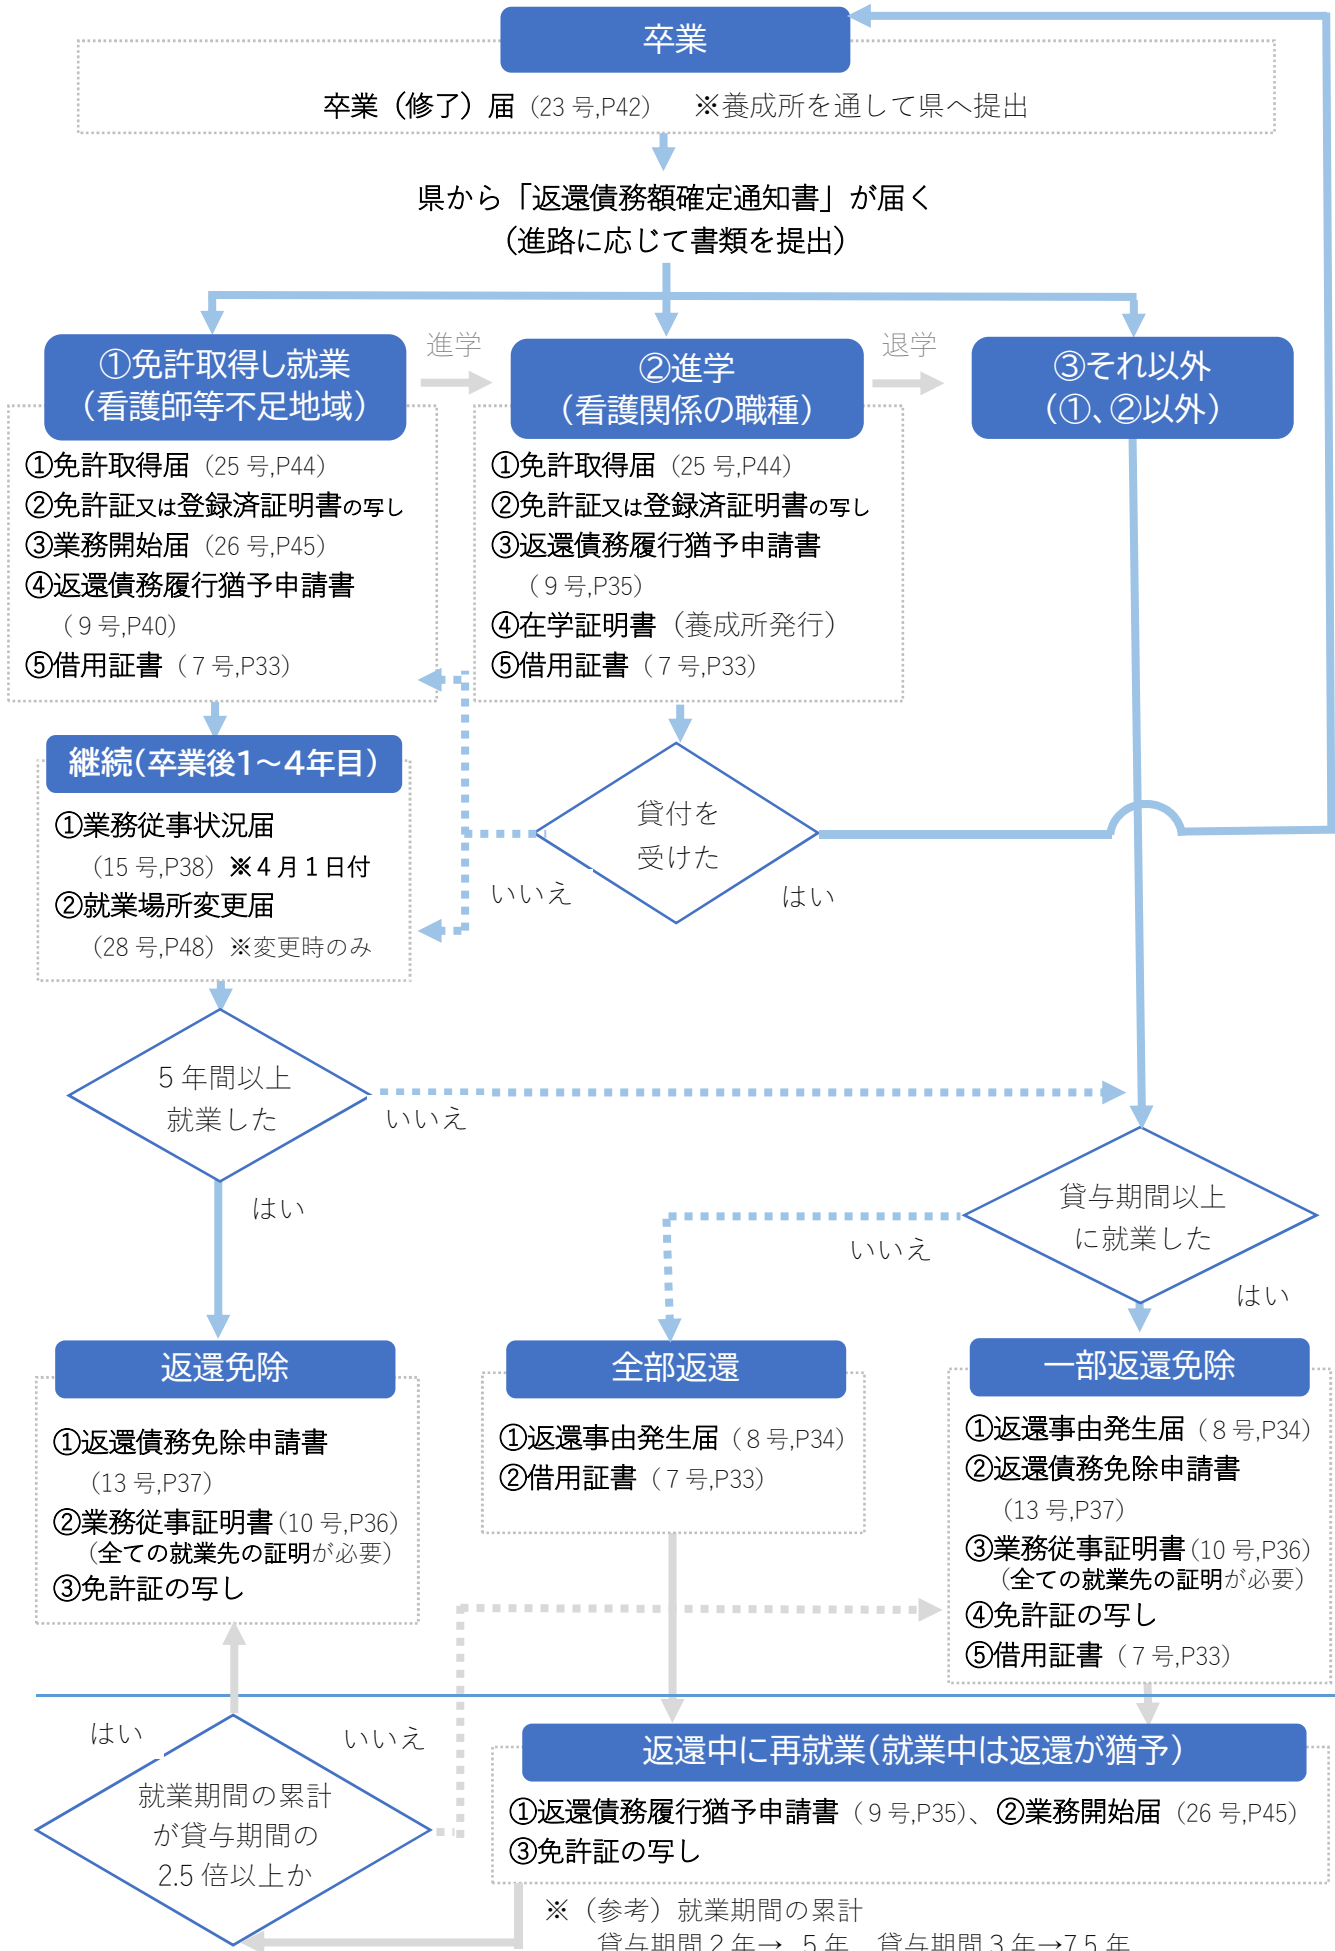 卒業
卒業（修了）届（23号,P42）　※養成所を通して県へ提出
県から「返還債務額確定通知書」が届く
（進路に応じて書類を提出）
①免許取得し就業
（看護師等不足地域）
進学
②進学
（看護関係の職種）
退学
③それ以外
（①、②以外）
①免許取得届（25号,P44）
②免許証又は登録済証明書の写し
③業務開始届（26号,P45）
④返還債務履行猶予申請書
（９号,P40）
⑤借用証書（７号,P33）
①免許取得届（25号,P44）
②免許証又は登録済証明書の写し
③返還債務履行猶予申請書
（９号,P35）
④在学証明書（養成所発行）
⑤借用証書（７号,P33）
継続（卒業後1～4年目）
①業務従事状況届
（15号,P38）※４月１日付
②就業場所変更届
（28号,P48）※変更時のみ
貸付を
受けた
いいえ
はい
５年間以上
就業した
いいえ
はい
貸与期間以上
に就業した
いいえ
はい
返還免除
①返還債務免除申請書
（13号,P37）
②業務従事証明書（10号,P36）
（全ての就業先の証明が必要）
③免許証の写し
全部返還
①返還事由発生届（８号,P34）
②借用証書（７号,P33）
一部返還免除
①返還事由発生届（８号,P34）
②返還債務免除申請書
（13号,P37）
③業務従事証明書（10号,P36）
（全ての就業先の証明が必要）
④免許証の写し
⑤借用証書（７号,P33）
はい
いいえ
就業期間の累計
が貸与期間の
2.5倍以上か
返還中に再就業（就業中は返還が猶予）
①返還債務履行猶予申請書（９号,P35）、②業務開始届（26号,P45）
③免許証の写し
※（参考）就業期間の累計
貸与期間２年→ 5年　貸与期間３年→7.5年